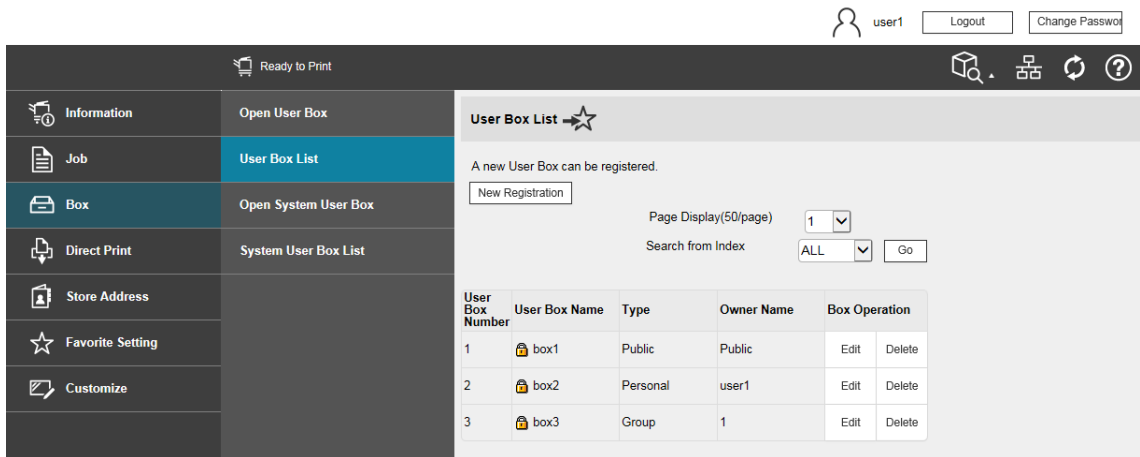 user1 Logout Change Passwor
Ready to Print
Information
Job
Box
Direct Print
Store Address
Favorite Setting
Customize
Open User Box
User Box List
Open System User Box
System User Box List
User Box List
A new User Box can be registered.
New Registration
Page Display(50/page) 1
Search from Index ALL Go
User Box Number User Box Name Type Owner Name Box Operation
1 box1 Public Public Edit Delete
2 box2 Personal user1 Edit Delete
3 box3 Group 1 Edit Delete